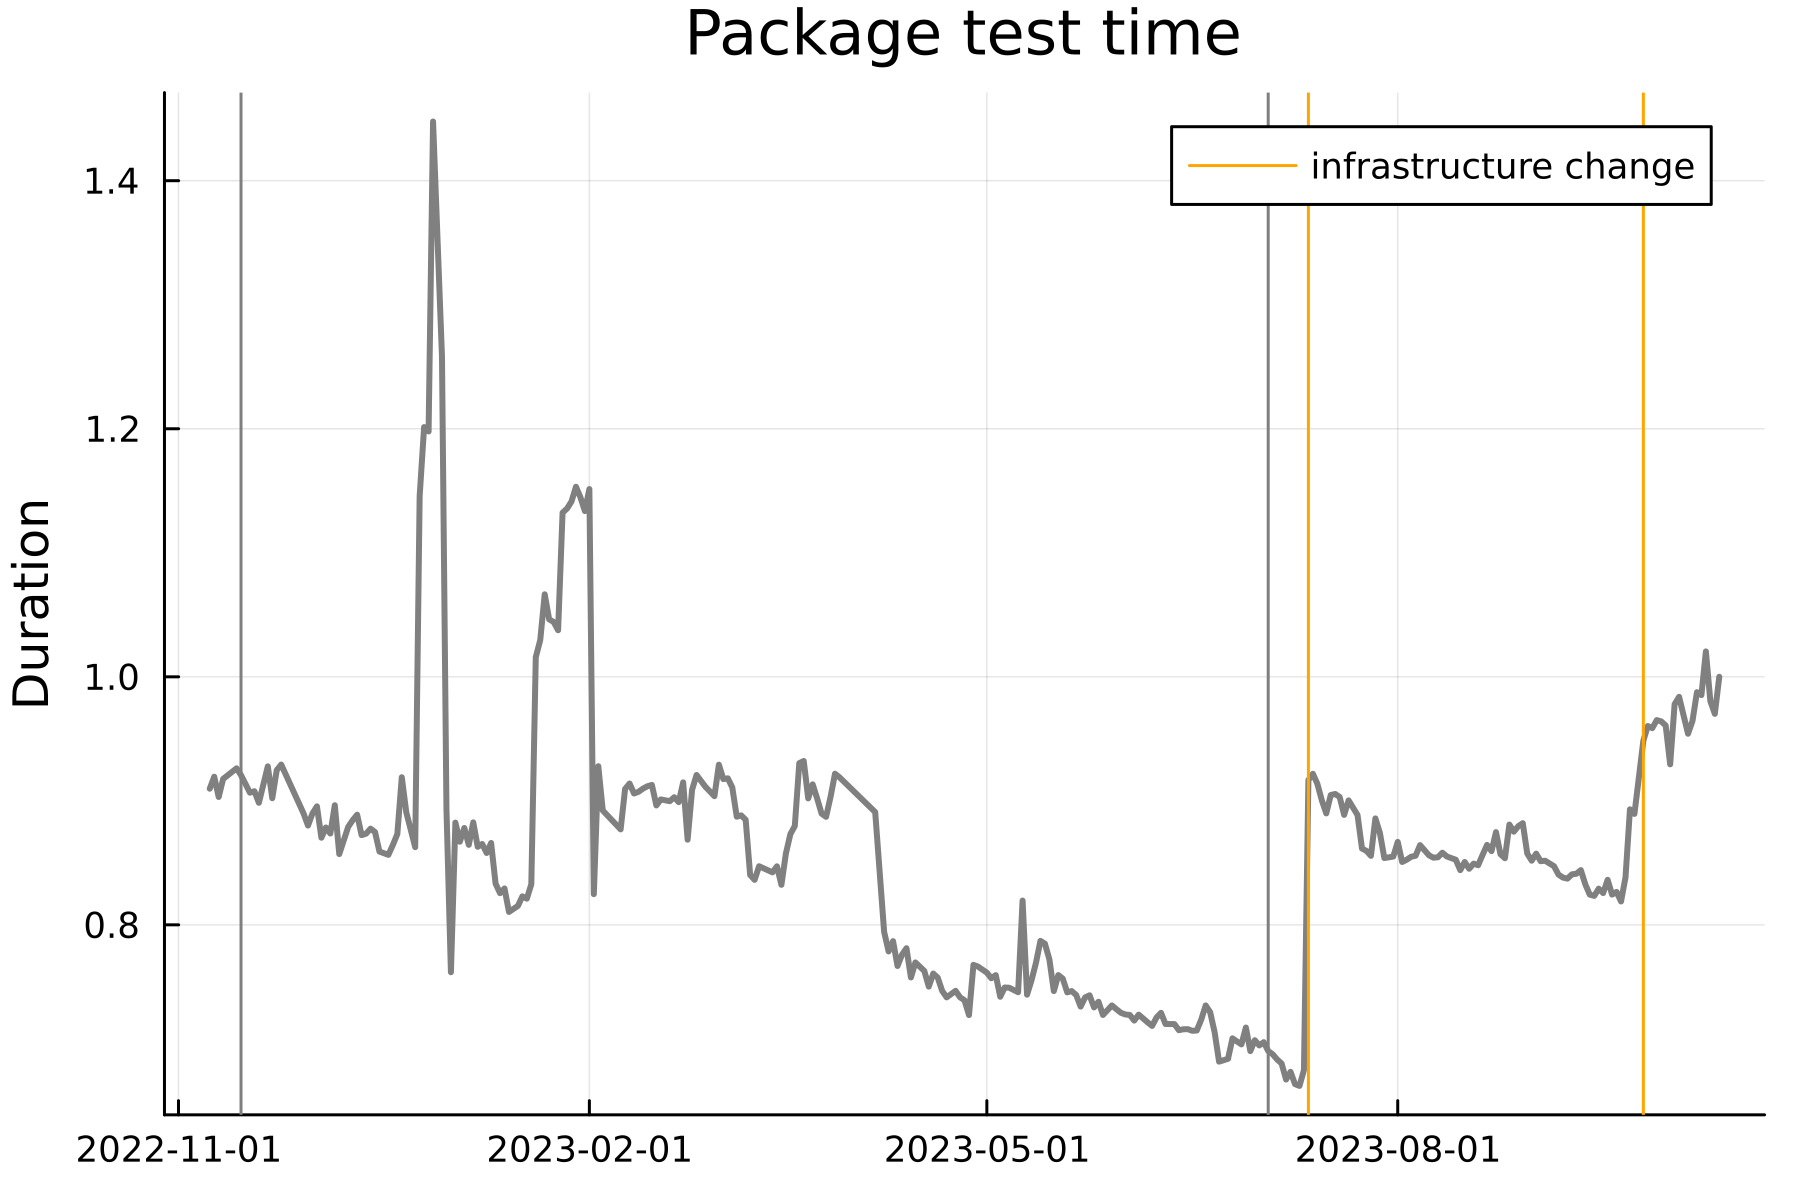 Package test time
infrastructure change
Duration
1.4
1.2
1.0
0.8
2022-11-01 2023-02-01 2023-05-01 2023-08-01